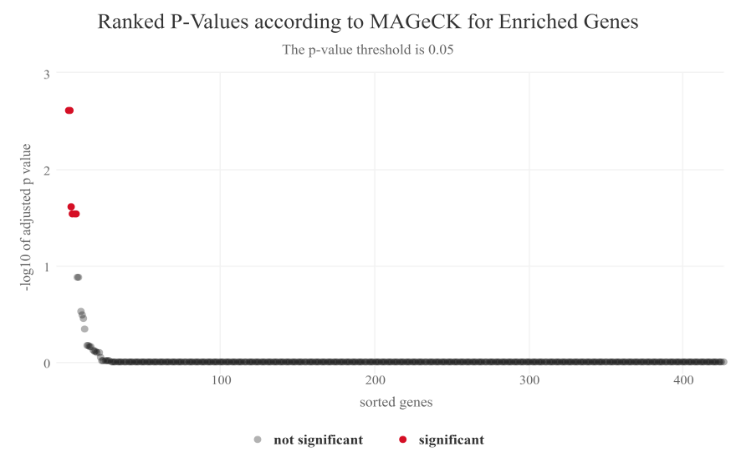 Ranked P-Values according to MAGeCK for Enriched Genes
The p-value threshold is 0.05
-log10 of adjusted p value
3
2
1
0
100
200
300
400
sorted genes
not significant
significant